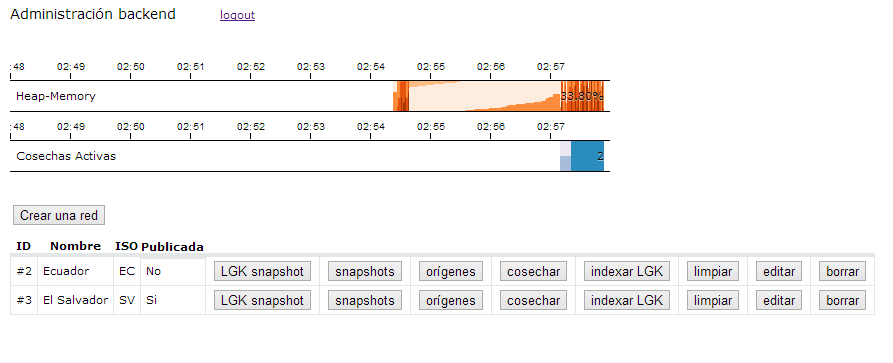 Administración backend logout
:48 02:49 02:50 02:51 02:52 02:53 02:54 02:55 02:56 02:57
Heap-Memory 33.80%
:48 02:49 02:50 02:51 02:52 02:53 02:54 02:55 02:56 02:57
Cosechas Activas 2
Crear una red
ID Nombre ISO Publicada
#2 Ecuador EC No LGK snapshot snapshots orígenes cosechar indexar LGK limpiar editar borrar
#3 El Salvador SV Si LGK snapshot snapshots orígenes cosechar indexar LGK limpiar editar borrar